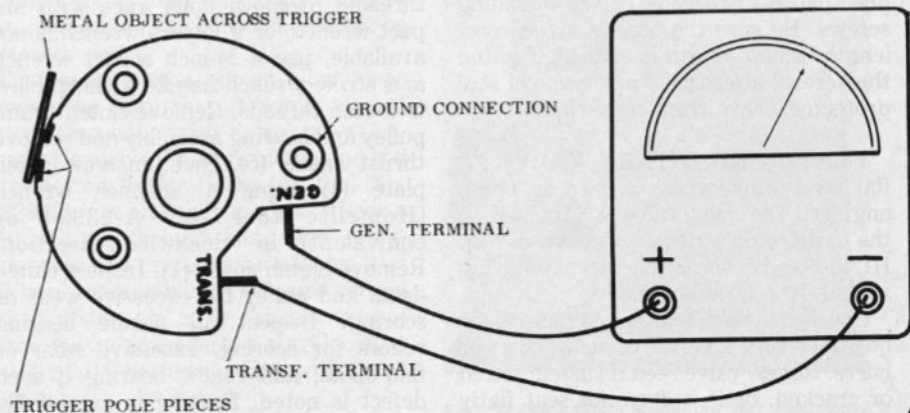 METAL OBJECT ACROSS TRIGGER
GROUND CONNECTION
GEN
GEN. TERMINAL
TRANS.
+ −
TRANSF. TERMINAL
TRIGGER POLE PIECES